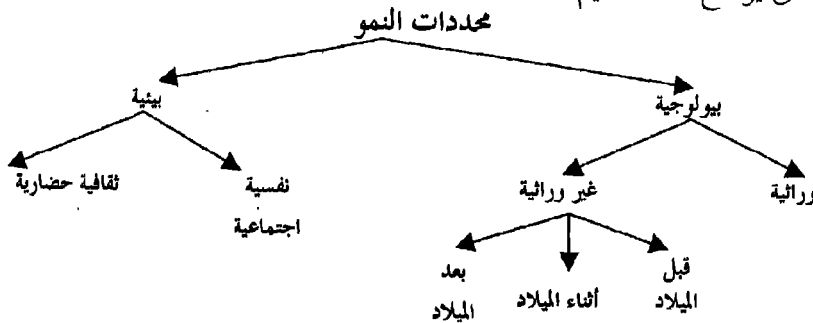 محددات النمو
بيولوجية
بيئية
وراثية
غير وراثية
نفسية
اجتماعية
ثقافية حضارية
قبل
الميلاد
أثناء الميلاد
بعد
الميلاد